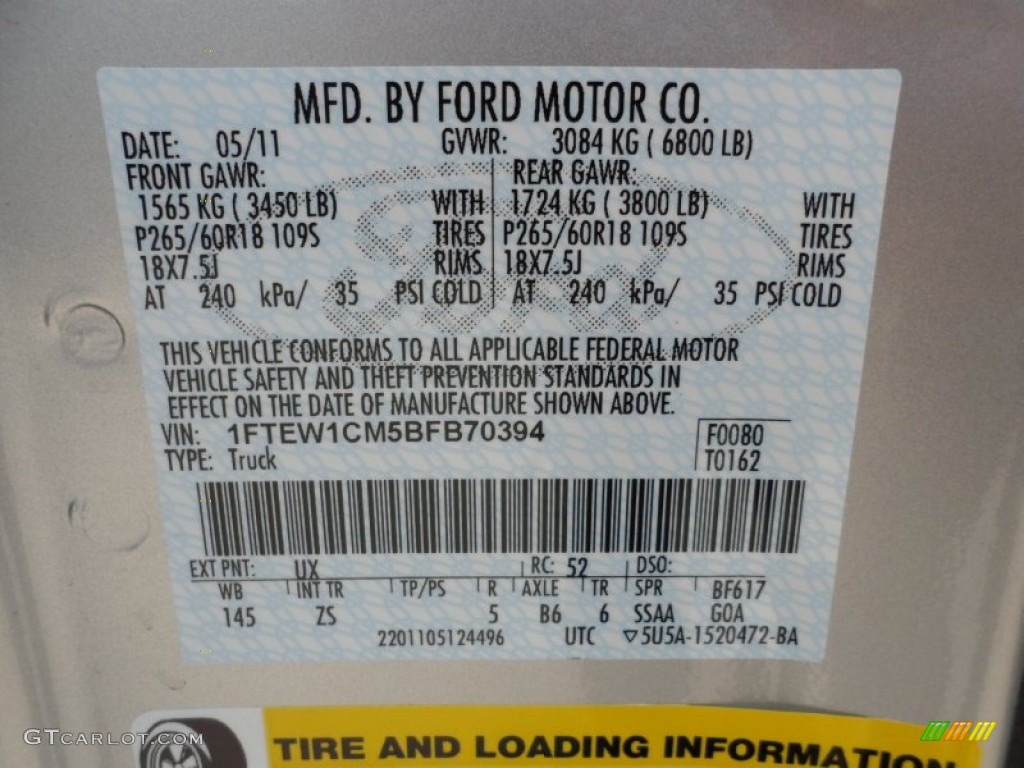 MFD. BY FORD MOTOR CO.
DATE: 05/11 GVWR: 3084 KG ( 6800 LB)
FRONT GAWR: REAR GAWR:
1565 KG ( 3450 LB) WITH 1724 KG ( 3800 LB) WITH
P265/60R18 109S TIRES P265/60R18 109S TIRES
18X7.5J RIMS 18X7.5J RIMS
AT 240 kPa/ 35 PSI COLD AT 240 kPa/ 35 PSI COLD
Ford
THIS VEHICLE CONFORMS TO ALL APPLICABLE FEDERAL MOTOR
VEHICLE SAFETY AND THEFT PREVENTION STANDARDS IN
EFFECT ON THE DATE OF MANUFACTURE SHOWN ABOVE.
VIN: 1FTEW1CM5BFB70394 F0080
TYPE: Truck T0162
EXT PNT: UX RC: 52 DSO:
WB INT TR TP/PS R AXLE TR SPR BF617
145 ZS 5 B6 6 SSAA GOA
2201105124496 UTC ▽5U5A-1520472-BA
TIRE AND LOADING INFORMATION
GTCARLOT.COM